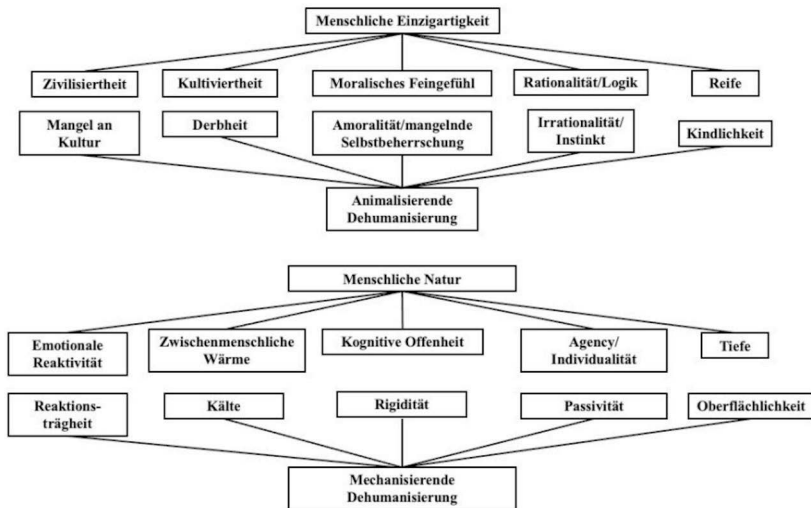 Menschliche Einzigartigkeit
Zivilisiertheit
Kultiviertheit
Moralisches Feingefühl
Rationalität/Logik
Reife
Mangel an
Kultur
Derbheit
Amoralität/mangelnde
Selbstbeherrschung
Irrationalität/
Instinkt
Kindlichkeit
Animalisierende
Dehumanisierung
Menschliche Natur
Emotionale
Reaktivität
Zwischenmenschliche
Wärme
Kognitive Offenheit
Agency/
Individualität
Tiefe
Reaktions-
trägheit
Kälte
Rigidität
Passivität
Oberflächlichkeit
Mechanisierende
Dehumanisierung